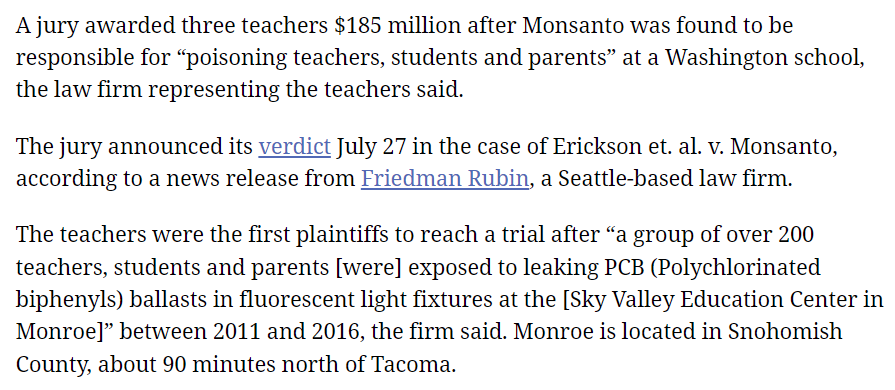 A jury awarded three teachers $185 million after Monsanto was found to be
responsible for “poisoning teachers, students and parents” at a Washington school,
the law firm representing the teachers said.
The jury announced its verdict July 27 in the case of Erickson et. al. v. Monsanto,
according to a news release from Friedman Rubin, a Seattle-based law firm.
The teachers were the first plaintiffs to reach a trial after “a group of over 200
teachers, students and parents [were] exposed to leaking PCB (Polychlorinated
biphenyls) ballasts in fluorescent light fixtures at the [Sky Valley Education Center in
Monroe]” between 2011 and 2016, the firm said. Monroe is located in Snohomish
County, about 90 minutes north of Tacoma.